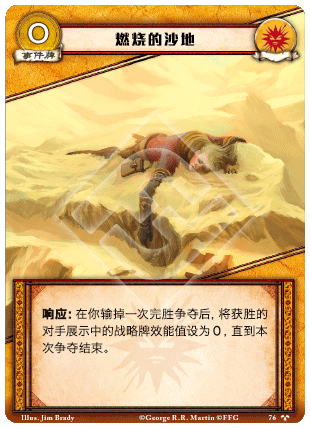 0
燃烧的沙地
事件牌
响应: 在你输掉一次完胜争夺后, 将获胜的
对手展示中的战略牌效能值设为 0, 直到本
次争夺结束。
Illus. Jim Brady ©George R.R. Martin ©FFG 76